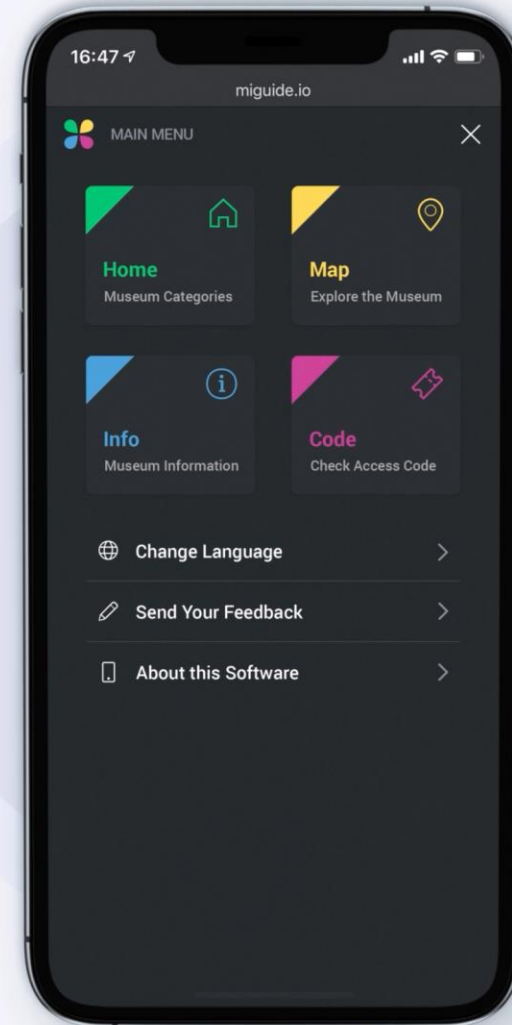 16:47
miguide.io
MAIN MENU
Home
Museum Categories
Map
Explore the Museum
Info
Museum Information
Code
Check Access Code
Change Language
Send Your Feedback
About this Software